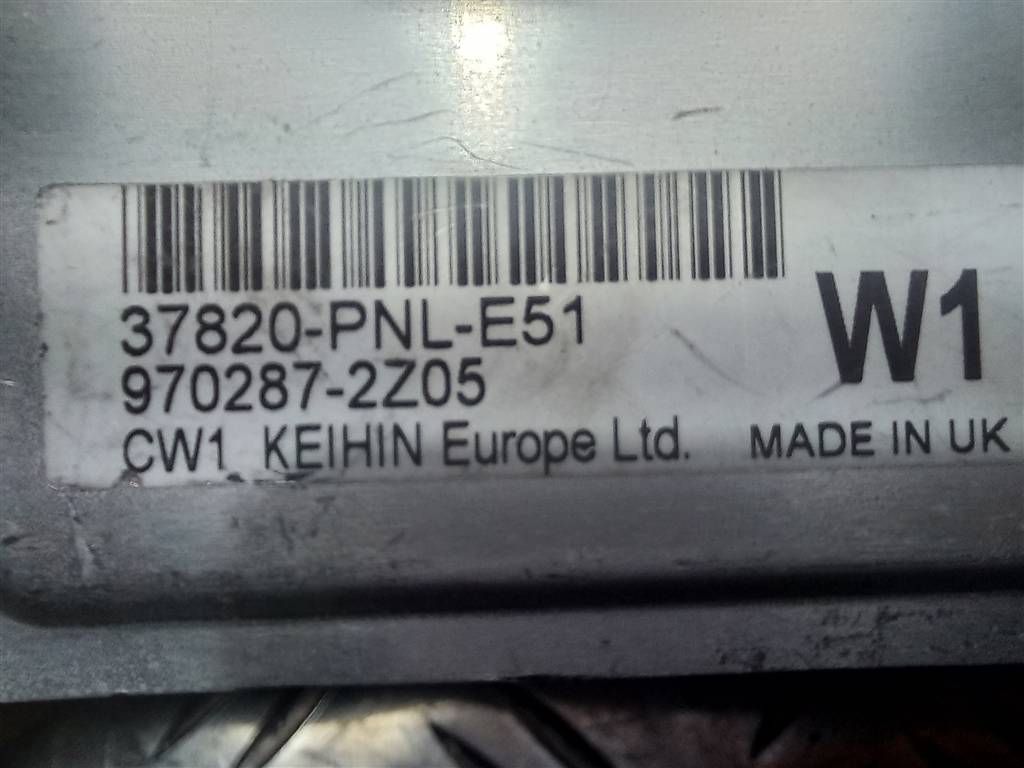 37820-PNL-E51
W1
970287-2Z05
CW1 KEIHIN Europe Ltd. MADE IN UK